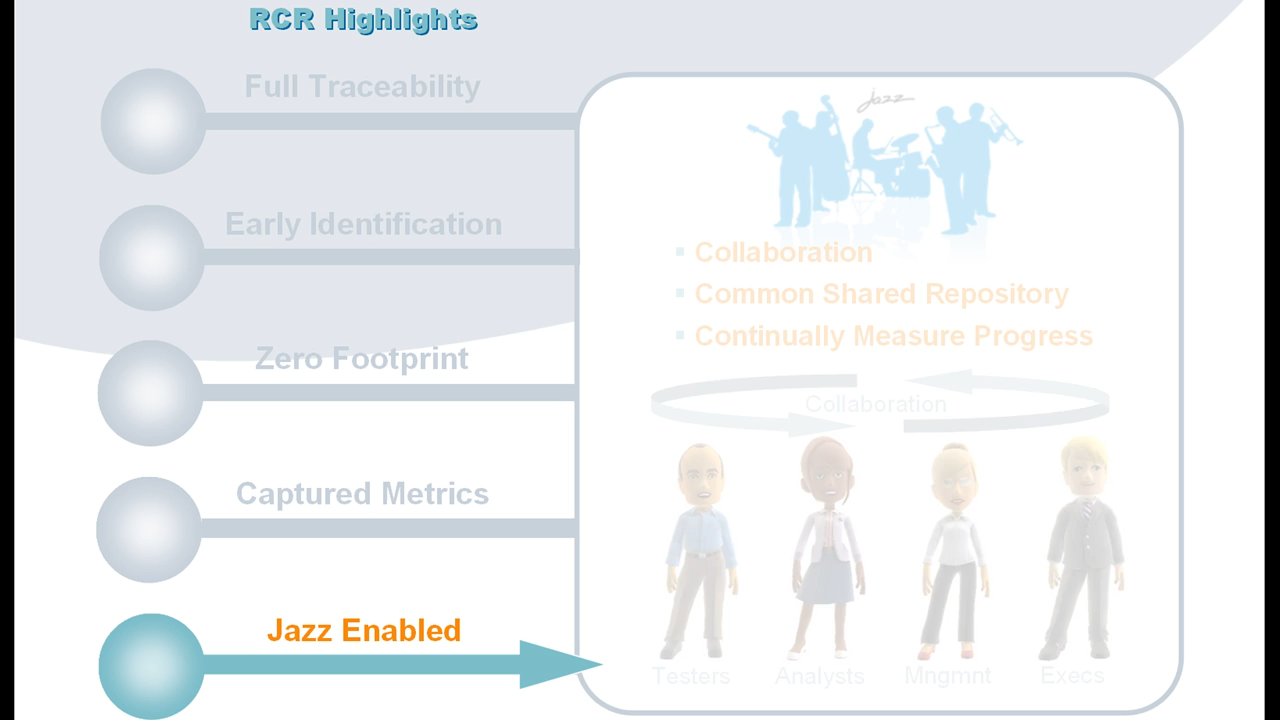 RCR Highlights
Full Traceability
Early Identification
Zero Footprint
Captured Metrics
Jazz Enabled
jazz
Collaboration
Common Shared Repository
Continually Measure Progress
Collaboration
Testers
Analysts
Mngmnt
Execs